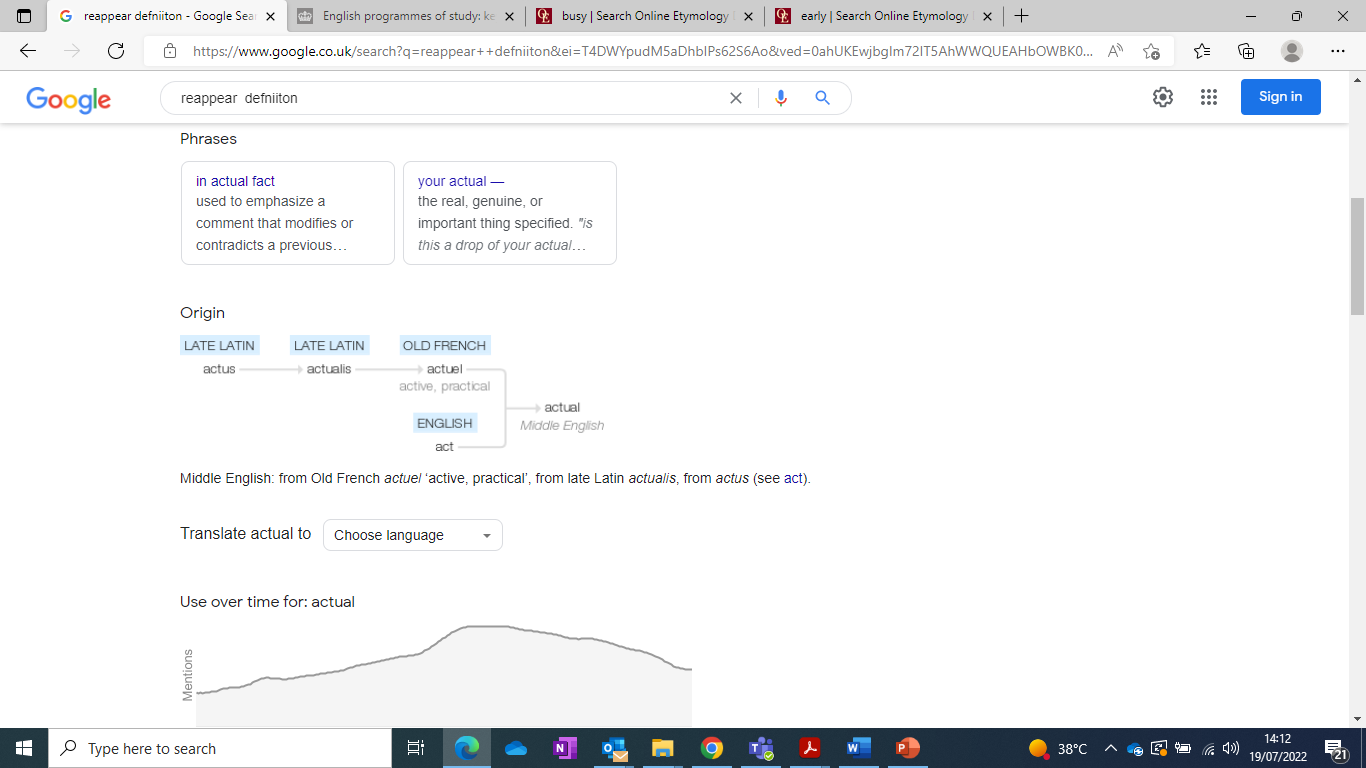 reappear defniiton - Google Sear
English programmes of study: ke
busy | Search Online Etymology
early | Search Online Etymology
https://www.google.co.uk/search?q=reappear++defniiton&ei=T4DWYpudM5aDhbIPs62S6Ao&ved=0ahUKEwjbgIm72IT5AhWWQUEAHbOWBK0...
Google
reappear defniiton
Sign in
Phrases
in actual fact
used to emphasize a
comment that modifies or
contradicts a previous…
your actual —
the real, genuine, or
important thing specified. "is
this a drop of your actual…
Origin
LATE LATIN LATE LATIN OLD FRENCH
actus actualis actuel
active, practical
actual
ENGLISH Middle English
act
Middle English: from Old French actuel ‘active, practical’, from late Latin actualis, from actus (see act).
Translate actual to Choose language
Use over time for: actual
Mentions
Type here to search
38°C
14:12
19/07/2022
21